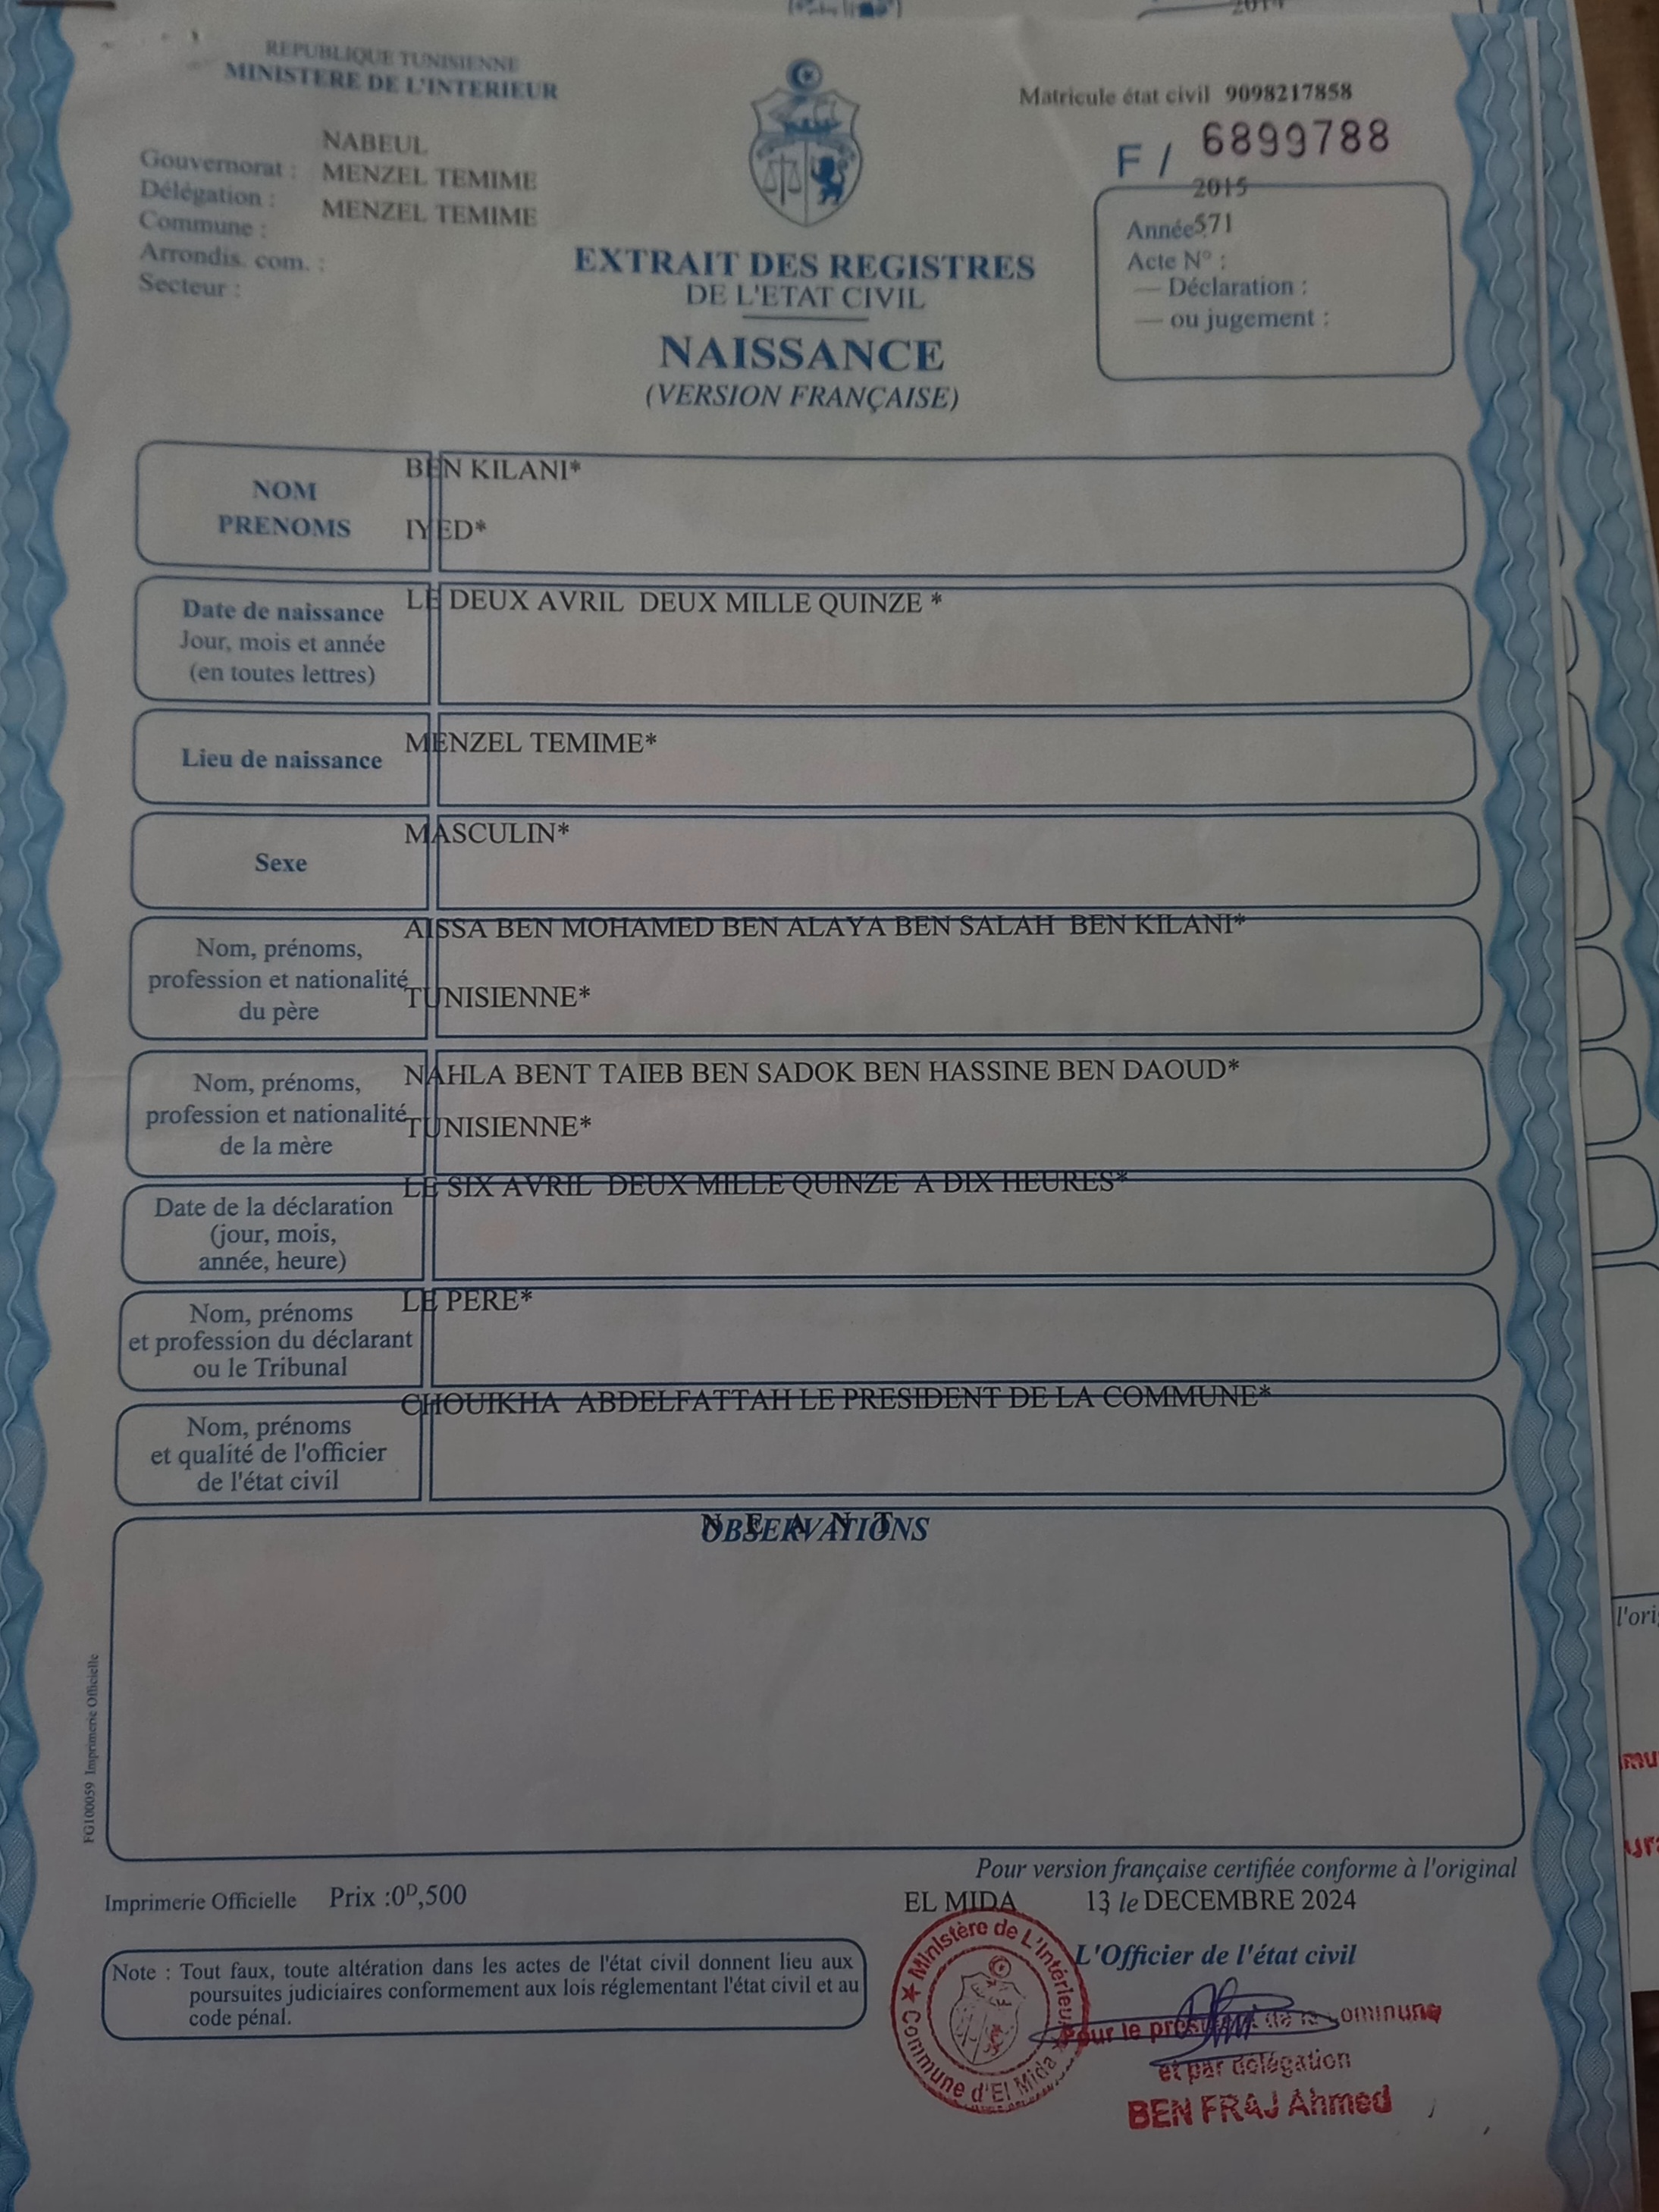 REPUBLIQUE TUNISIENNE
MINISTERE DE L'INTERIEUR
Matricule état civil 9098217858
F / 6899788
NABEUL
Gouvernorat : MENZEL TEMIME
Délégation : MENZEL TEMIME
Commune :
Arrondis. com. :
Secteur :
2015
Année 571
Acte N° :
— Déclaration :
— ou jugement :
EXTRAIT DES REGISTRES
DE L'ETAT CIVIL
NAISSANCE
(VERSION FRANÇAISE)
NOM
PRENOMS
BEN KILANI*
IYED*
Date de naissance
Jour, mois et année
(en toutes lettres)
LE DEUX AVRIL DEUX MILLE QUINZE *
Lieu de naissance
MENZEL TEMIME*
Sexe
MASCULIN*
Nom, prénoms,
profession et nationalité
du père
AISSA BEN MOHAMED BEN ALAYA BEN SALAH BEN KILANI*
TUNISIENNE*
Nom, prénoms,
profession et nationalité
de la mère
NAHLA BENT TAIEB BEN SADOK BEN HASSINE BEN DAOUD*
TUNISIENNE*
Date de la déclaration
(jour, mois,
année, heure)
LE SIX AVRIL DEUX MILLE QUINZE A DIX HEURES*
Nom, prénoms
et profession du déclarant
ou le Tribunal
LE PERE*
Nom, prénoms
et qualité de l'officier
de l'état civil
CHOUIKHA ABDELFATTAH LE PRESIDENT DE LA COMMUNE*
OBSERVATIONS
N E A N T
FG100059 Imprimerie Officielle
Pour version française certifiée conforme à l'original
Imprimerie Officielle Prix :0ᴰ,500
EL MIDA 13 le DECEMBRE 2024
L'Officier de l'état civil
Note : Tout faux, toute altération dans les actes de l'état civil donnent lieu aux
poursuites judiciaires conformement aux lois réglementant l'état civil et au
code pénal.
Ministère de L'Intérieur
Commune d'El Mida
Pour le président de la commune
et par délégation
BEN FRAJ Ahmed